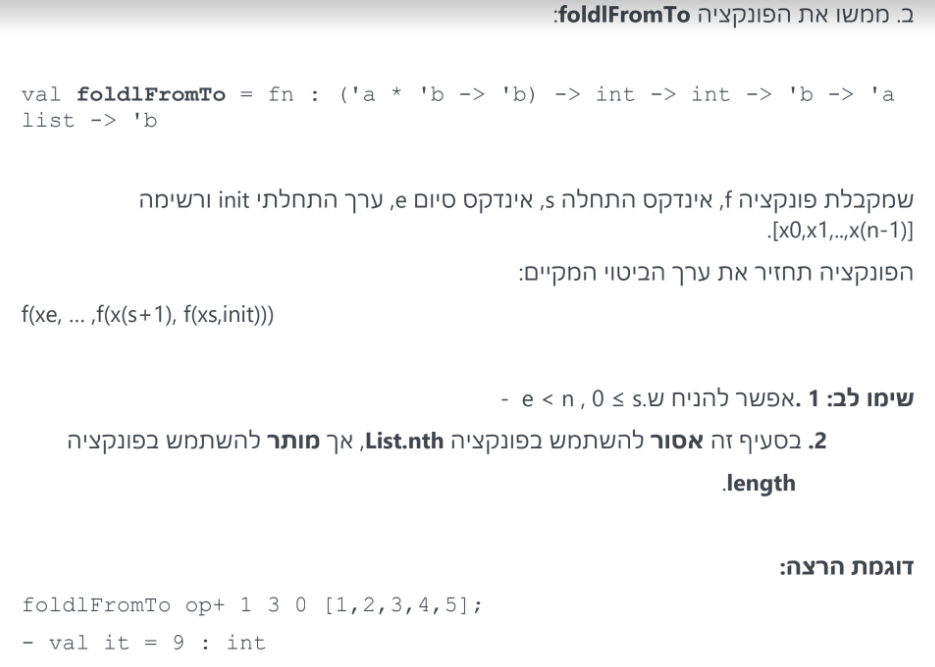 ב. ממשו את הפונקציה foldlFromTo:
val foldlFromTo = fn : ('a * 'b -> 'b) -> int -> int -> 'b -> 'a
list -> 'b
שמקבלת פונקציה f, אינדקס התחלה s, אינדקס סיום e, ערך התחלתי init ורשימה
[x0,x1,..,x(n-1)].
הפונקציה תחזיר את ערך הביטוי המקיים:
f(xe, ... ,f(x(s+1), f(xs,init)))
שימו לב: 1 .אפשר להניח ש.e < n , 0 ≤ s -
2. בסעיף זה אסור להשתמש בפונקציה List.nth, אך מותר להשתמש בפונקציה
length.
דוגמת הרצה:
foldlFromTo op+ 1 3 0 [1,2,3,4,5];
- val it = 9 : int